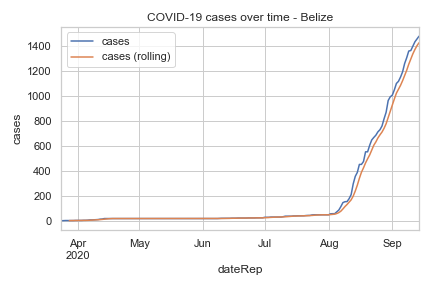 COVID-19 cases over time - Belize
cases
cases (rolling)
1400
1200
1000
800
600
400
200
0
cases
Apr
2020
May
Jun
Jul
Aug
Sep
dateRep